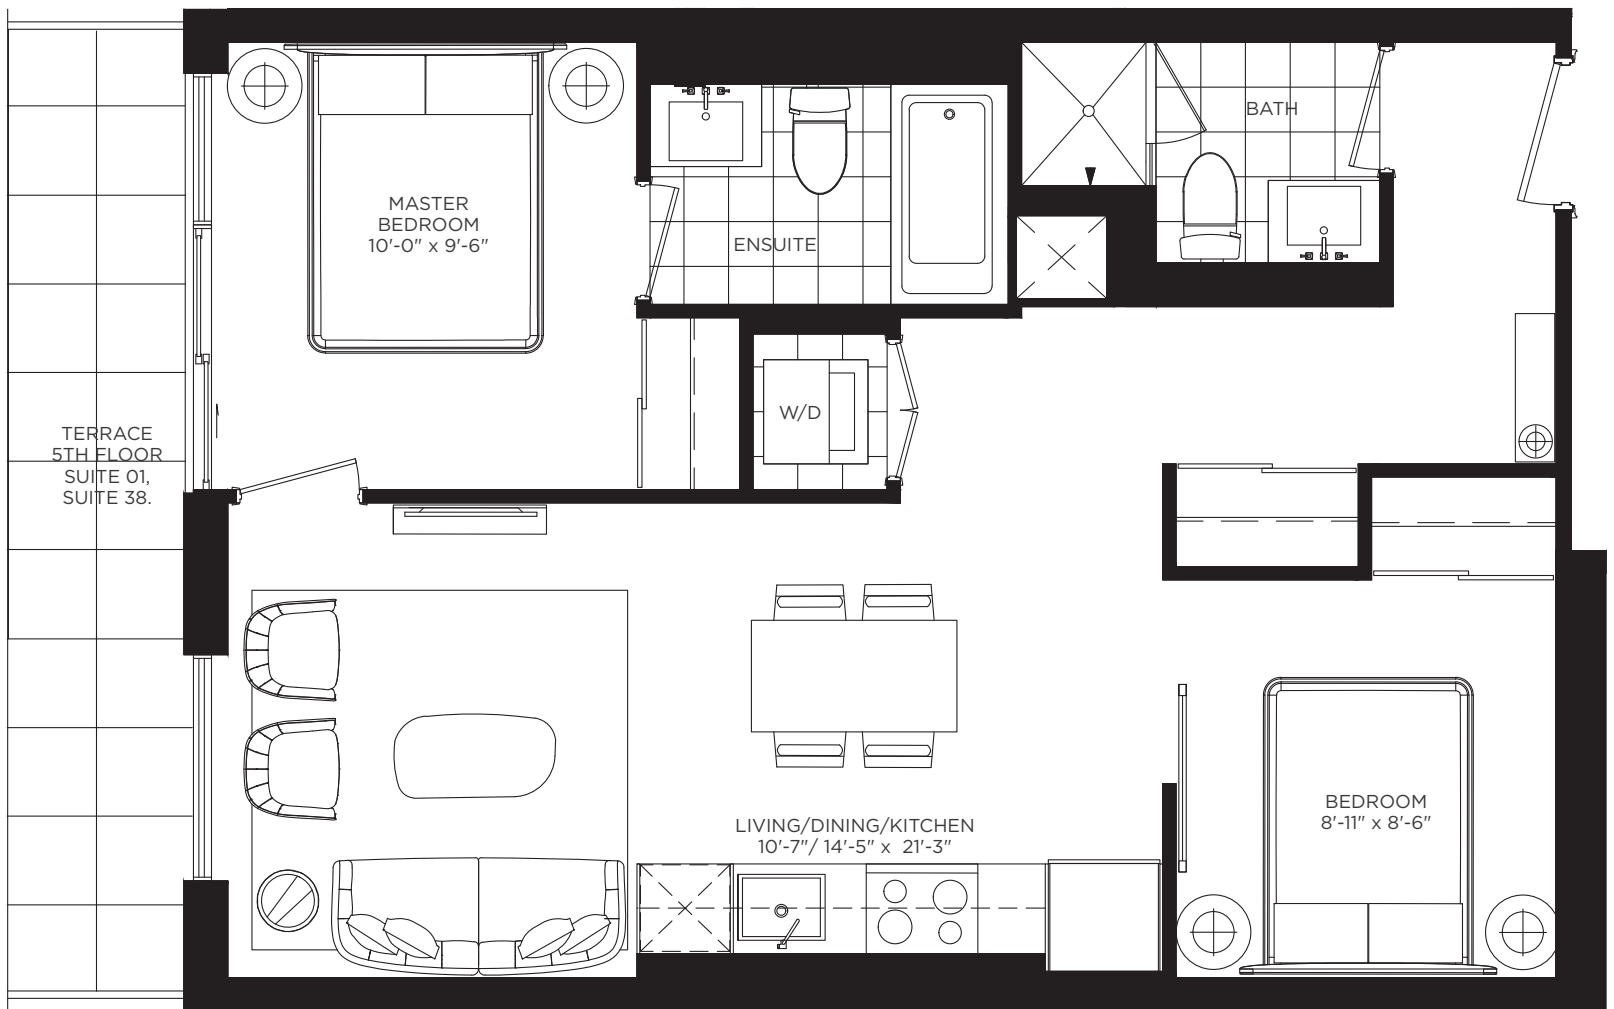 BATH
MASTER
BEDROOM
10'-0" x 9'-6"
ENSUITE
W/D
TERRACE
5TH FLOOR
SUITE 01,
SUITE 38.
LIVING/DINING/KITCHEN
10'-7"/ 14'-5" x 21'-3"
BEDROOM
8'-11" x 8'-6"